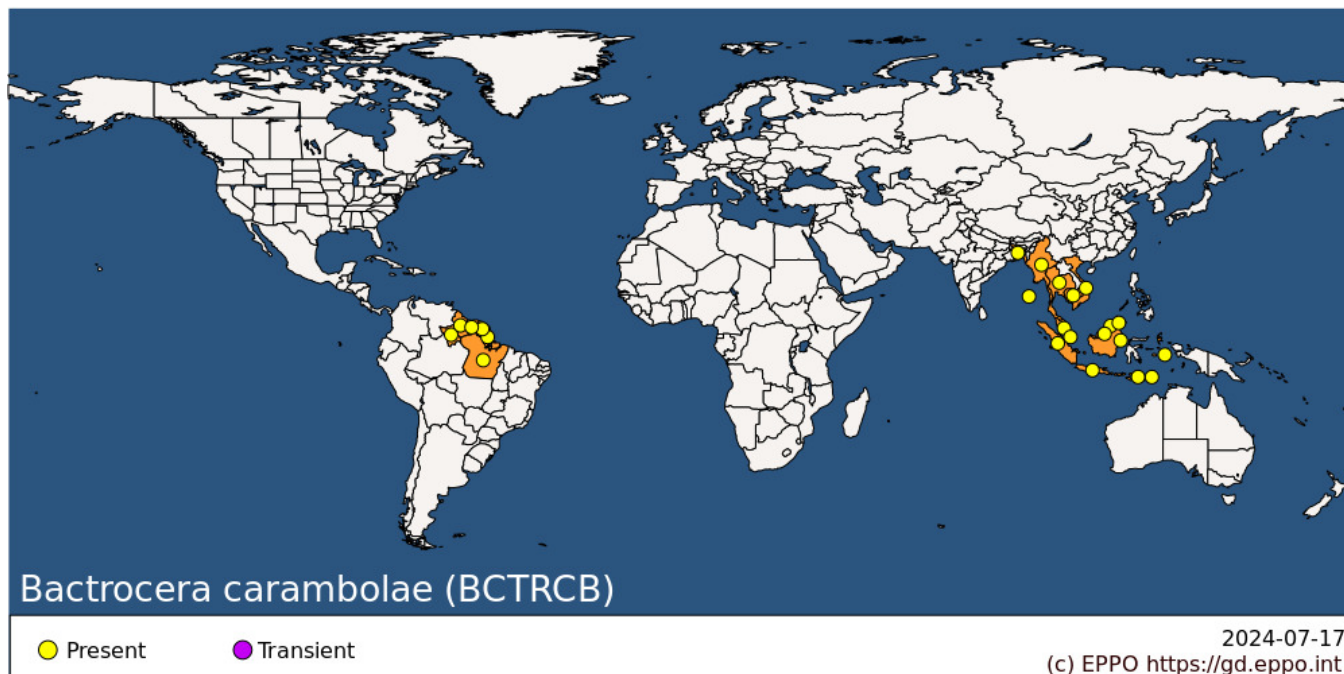 Bactrocera carambolae (BCTRCB)
Present
Transient
2024-07-17
(c) EPPO https://gd.eppo.int